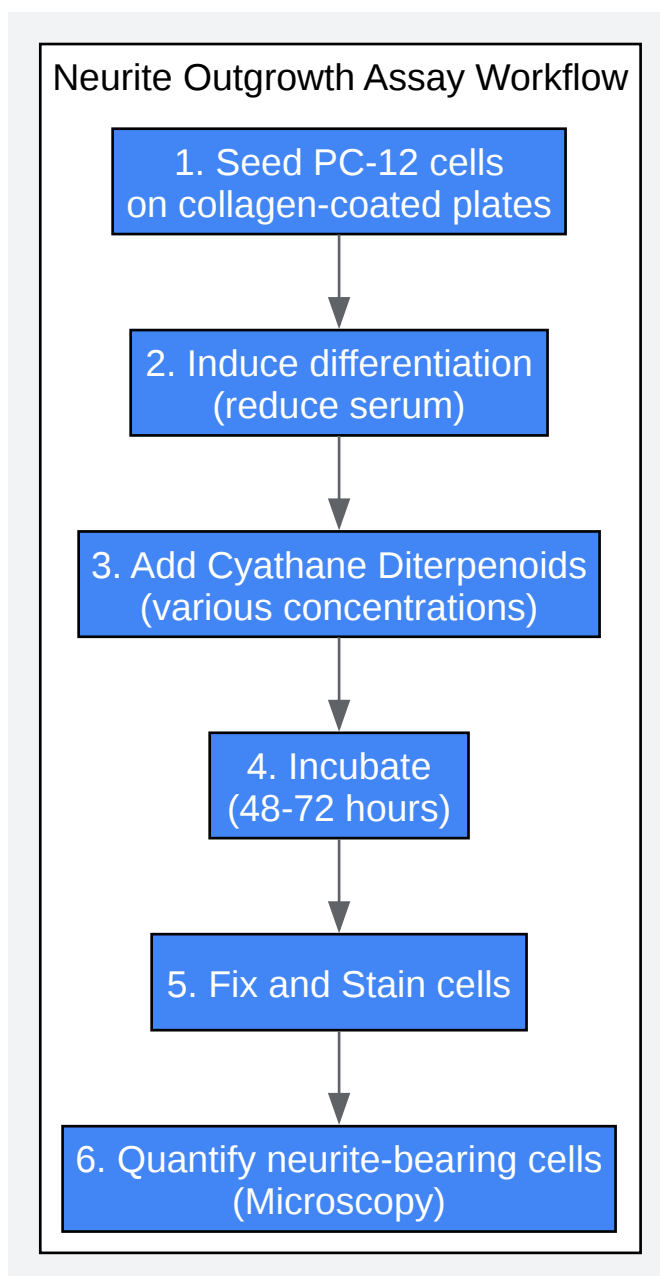 Neurite Outgrowth Assay Workflow
1. Seed PC-12 cells
on collagen-coated plates
2. Induce differentiation
(reduce serum)
3. Add Cyathane Diterpenoids
(various concentrations)
4. Incubate
(48-72 hours)
5. Fix and Stain cells
6. Quantify neurite-bearing cells
(Microscopy)